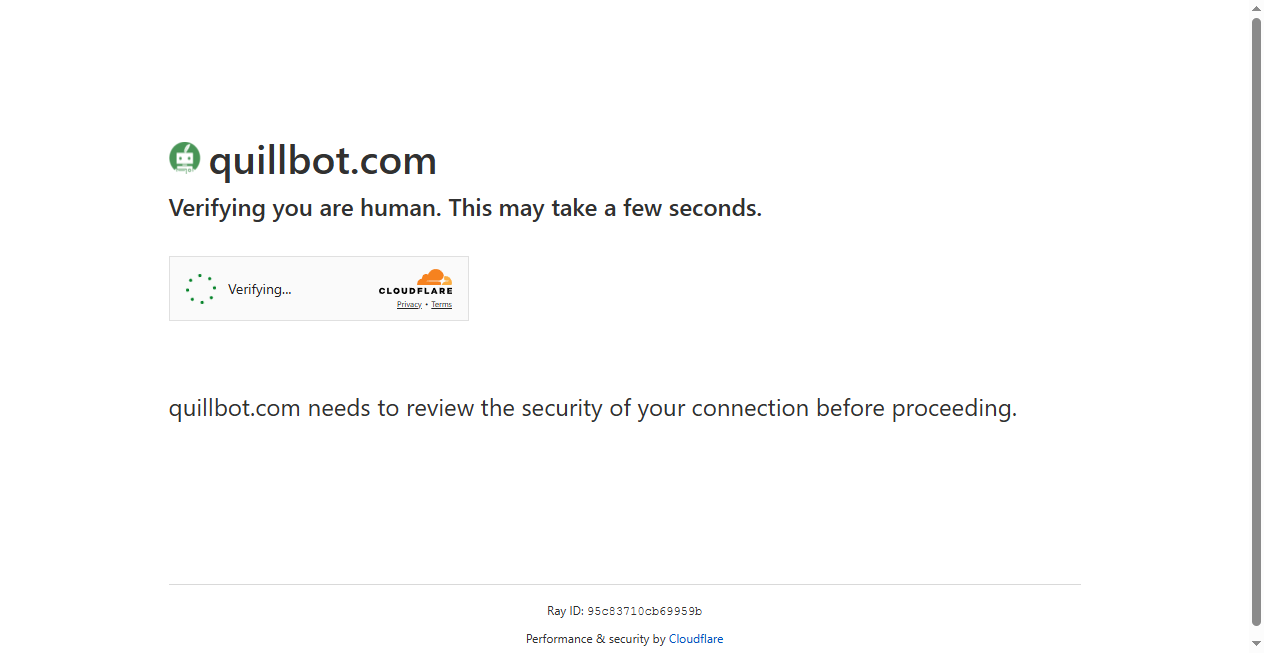 quillbot.com
Verifying you are human. This may take a few seconds.
Verifying...
CLOUDFLARE
Privacy • Terms
quillbot.com needs to review the security of your connection before proceeding.
Ray ID: 95c83710cb69959b
Performance & security by Cloudflare